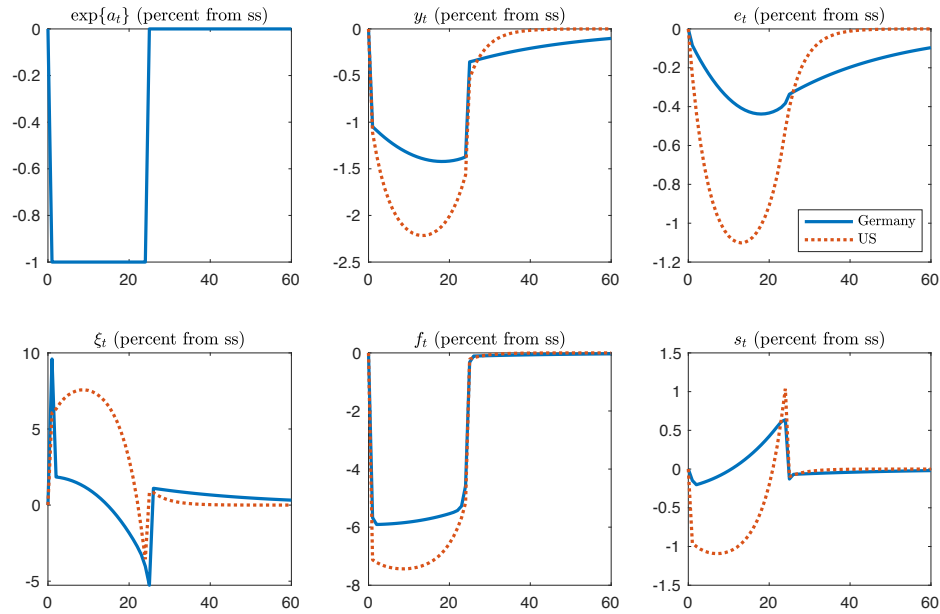 exp{a_t} (percent from ss)
0
-0.2
-0.4
-0.6
-0.8
-1
0 20 40 60
y_t (percent from ss)
0
-0.5
-1
-1.5
-2
-2.5
0 20 40 60
e_t (percent from ss)
0
-0.2
-0.4
-0.6
-0.8
-1
-1.2
0 20 40 60
Germany
US
ξ_t (percent from ss)
10
5
0
-5
0 20 40 60
f_t (percent from ss)
0
-2
-4
-6
-8
0 20 40 60
s_t (percent from ss)
1.5
1
0.5
0
-0.5
-1
-1.5
0 20 40 60